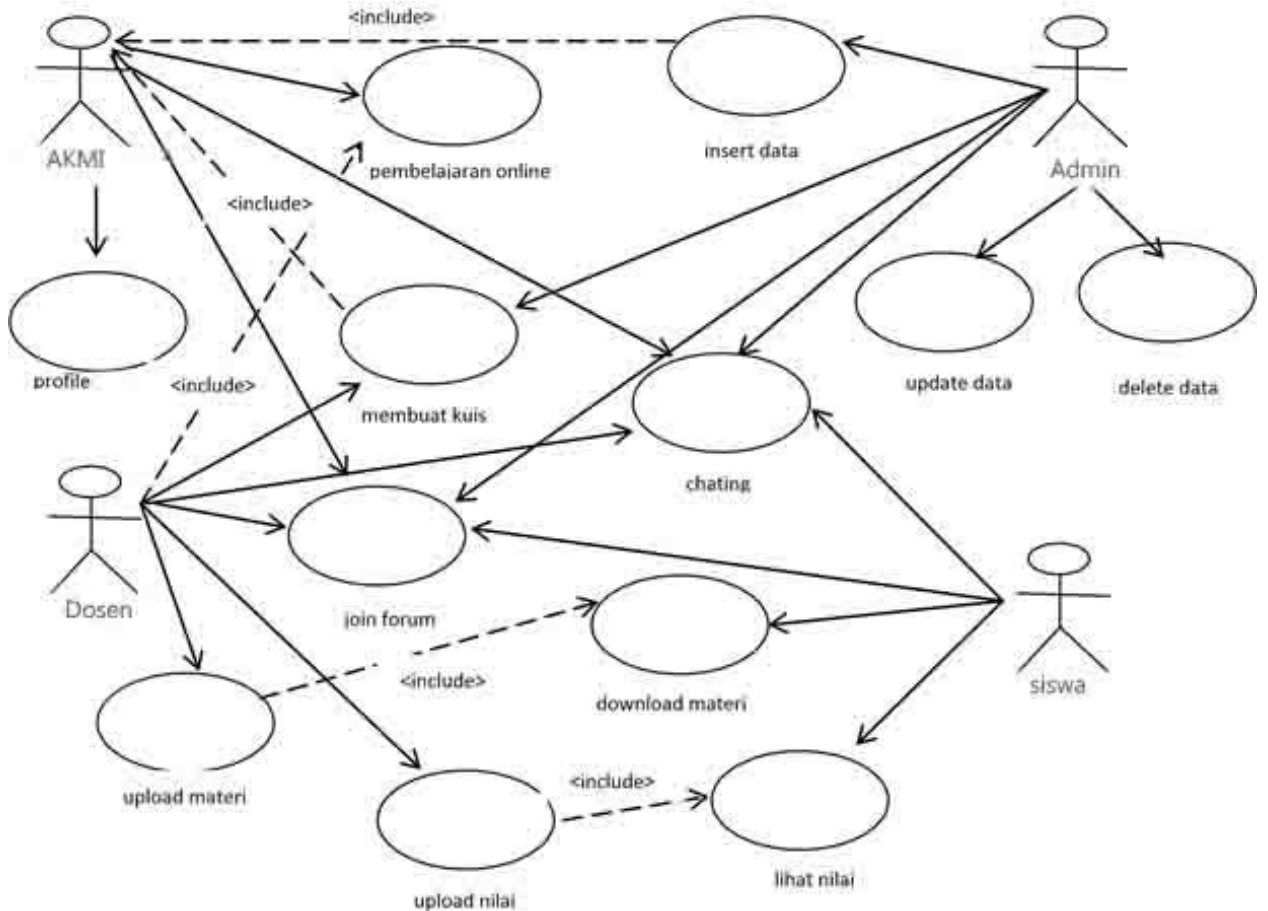 <include>
AKMI
pembelajaran online
insert data
Admin
<include>
profile
<include>
membuat kuis
update data
delete data
chating
Dosen
join forum
<include>
download materi
siswa
upload materi
<include>
upload nilai
lihat nilai